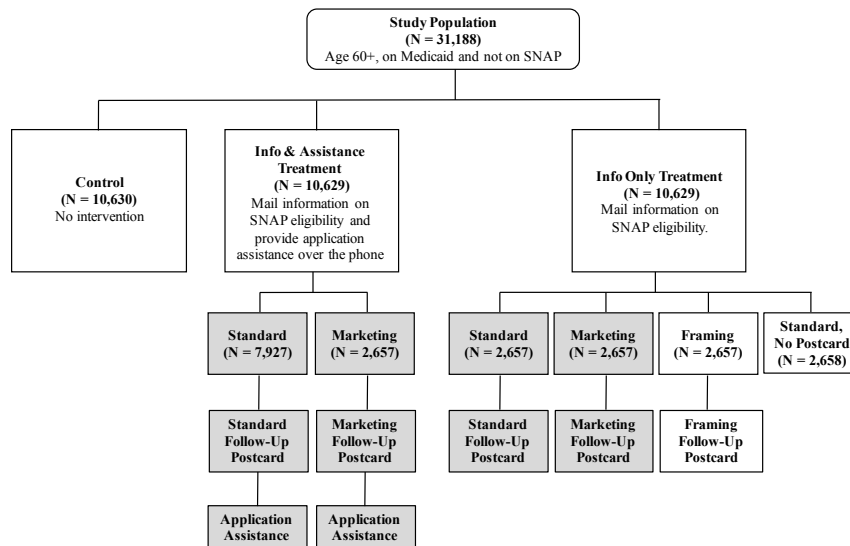 Study Population
(N = 31,188)
Age 60+, on Medicaid and not on SNAP
Control
(N = 10,630)
No intervention
Info & Assistance
Treatment
(N = 10,629)
Mail information on
SNAP eligibility and
provide application
assistance over the phone
Info Only Treatment
(N = 10,629)
Mail information on
SNAP eligibility.
Standard
(N = 7,927)
Marketing
(N = 2,657)
Standard
(N = 2,657)
Marketing
(N = 2,657)
Framing
(N = 2,657)
Standard,
No Postcard
(N = 2,658)
Standard
Follow-Up
Postcard
Marketing
Follow-Up
Postcard
Standard
Follow-Up
Postcard
Marketing
Follow-Up
Postcard
Framing
Follow-Up
Postcard
Application
Assistance
Application
Assistance